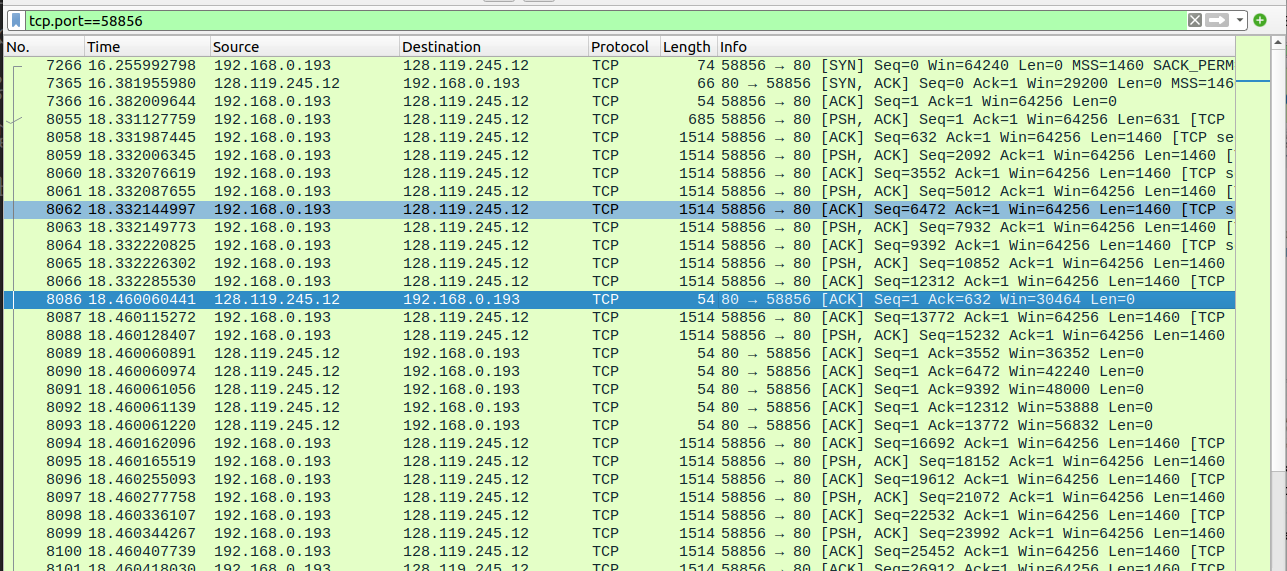 tcp.port==58856
No. Time Source Destination Protocol Length Info
7266 16.255992798 192.168.0.193 128.119.245.12 TCP 74 58856 → 80 [SYN] Seq=0 Win=64240 Len=0 MSS=1460 SACK_PERM
7365 16.381955980 128.119.245.12 192.168.0.193 TCP 66 80 → 58856 [SYN, ACK] Seq=0 Ack=1 Win=29200 Len=0 MSS=146
7366 16.382009644 192.168.0.193 128.119.245.12 TCP 54 58856 → 80 [ACK] Seq=1 Ack=1 Win=64256 Len=0
8055 18.331127759 192.168.0.193 128.119.245.12 TCP 685 58856 → 80 [PSH, ACK] Seq=1 Ack=1 Win=64256 Len=631 [TCP
8058 18.331987445 192.168.0.193 128.119.245.12 TCP 1514 58856 → 80 [ACK] Seq=632 Ack=1 Win=64256 Len=1460 [TCP se
8059 18.332006345 192.168.0.193 128.119.245.12 TCP 1514 58856 → 80 [PSH, ACK] Seq=2092 Ack=1 Win=64256 Len=1460 [
8060 18.332076619 192.168.0.193 128.119.245.12 TCP 1514 58856 → 80 [ACK] Seq=3552 Ack=1 Win=64256 Len=1460 [TCP s
8061 18.332087655 192.168.0.193 128.119.245.12 TCP 1514 58856 → 80 [PSH, ACK] Seq=5012 Ack=1 Win=64256 Len=1460 [
8062 18.332144997 192.168.0.193 128.119.245.12 TCP 1514 58856 → 80 [ACK] Seq=6472 Ack=1 Win=64256 Len=1460 [TCP s
8063 18.332149773 192.168.0.193 128.119.245.12 TCP 1514 58856 → 80 [PSH, ACK] Seq=7932 Ack=1 Win=64256 Len=1460 [
8064 18.332220825 192.168.0.193 128.119.245.12 TCP 1514 58856 → 80 [ACK] Seq=9392 Ack=1 Win=64256 Len=1460 [TCP s
8065 18.332226302 192.168.0.193 128.119.245.12 TCP 1514 58856 → 80 [PSH, ACK] Seq=10852 Ack=1 Win=64256 Len=1460
8066 18.332285530 192.168.0.193 128.119.245.12 TCP 1514 58856 → 80 [ACK] Seq=12312 Ack=1 Win=64256 Len=1460 [TCP
8086 18.460060441 128.119.245.12 192.168.0.193 TCP 54 80 → 58856 [ACK] Seq=1 Ack=632 Win=30464 Len=0
8087 18.460115272 192.168.0.193 128.119.245.12 TCP 1514 58856 → 80 [ACK] Seq=13772 Ack=1 Win=64256 Len=1460 [TCP
8088 18.460128407 192.168.0.193 128.119.245.12 TCP 1514 58856 → 80 [PSH, ACK] Seq=15232 Ack=1 Win=64256 Len=1460
8089 18.460060891 128.119.245.12 192.168.0.193 TCP 54 80 → 58856 [ACK] Seq=1 Ack=3552 Win=36352 Len=0
8090 18.460060974 128.119.245.12 192.168.0.193 TCP 54 80 → 58856 [ACK] Seq=1 Ack=6472 Win=42240 Len=0
8091 18.460061056 128.119.245.12 192.168.0.193 TCP 54 80 → 58856 [ACK] Seq=1 Ack=9392 Win=48000 Len=0
8092 18.460061139 128.119.245.12 192.168.0.193 TCP 54 80 → 58856 [ACK] Seq=1 Ack=12312 Win=53888 Len=0
8093 18.460061220 128.119.245.12 192.168.0.193 TCP 54 80 → 58856 [ACK] Seq=1 Ack=13772 Win=56832 Len=0
8094 18.460162096 192.168.0.193 128.119.245.12 TCP 1514 58856 → 80 [ACK] Seq=16692 Ack=1 Win=64256 Len=1460 [TCP
8095 18.460165519 192.168.0.193 128.119.245.12 TCP 1514 58856 → 80 [PSH, ACK] Seq=18152 Ack=1 Win=64256 Len=1460
8096 18.460255093 192.168.0.193 128.119.245.12 TCP 1514 58856 → 80 [ACK] Seq=19612 Ack=1 Win=64256 Len=1460 [TCP
8097 18.460277758 192.168.0.193 128.119.245.12 TCP 1514 58856 → 80 [PSH, ACK] Seq=21072 Ack=1 Win=64256 Len=1460
8098 18.460336107 192.168.0.193 128.119.245.12 TCP 1514 58856 → 80 [ACK] Seq=22532 Ack=1 Win=64256 Len=1460 [TCP
8099 18.460344267 192.168.0.193 128.119.245.12 TCP 1514 58856 → 80 [PSH, ACK] Seq=23992 Ack=1 Win=64256 Len=1460
8100 18.460407739 192.168.0.193 128.119.245.12 TCP 1514 58856 → 80 [ACK] Seq=25452 Ack=1 Win=64256 Len=1460 [TCP
8101 18.460418030 192.168.0.193 128.119.245.12 TCP 1514 58856 → 80 [ACK] Seq=26912 Ack=1 Win=64256 Len=1460 [TCP